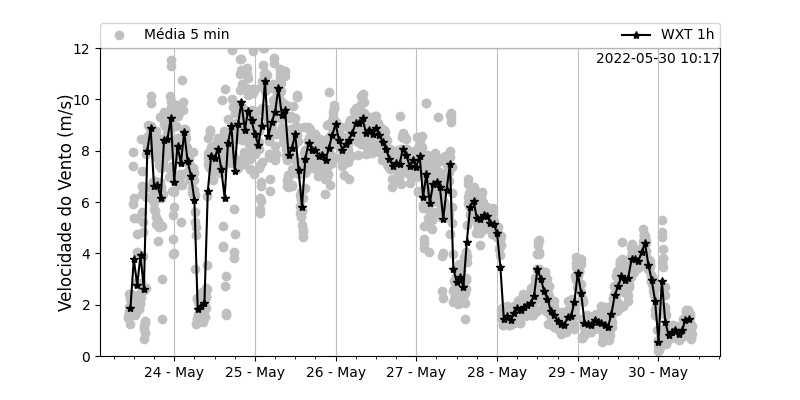 Média 5 min
WXT 1h
2022-05-30 10:17
Velocidade do Vento (m/s)
12
10
8
6
4
2
0
24 - May
25 - May
26 - May
27 - May
28 - May
29 - May
30 - May